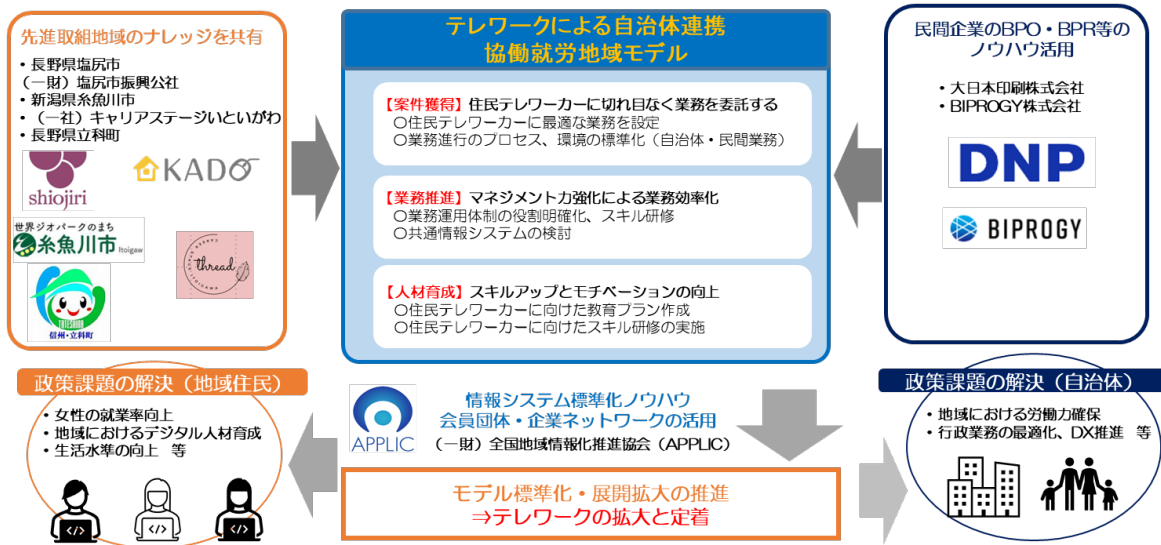 先進取組地域のナレッジを共有
・長野県塩尻市
（一財）塩尻市振興公社
・新潟県糸魚川市
・（一社）キャリアステージいといがわ
・長野県立科町
shiojiri
KADO
世界ジオパークのまち
糸魚川市 Itoigaw
thread
TATESHINA
信州・立科町
テレワークによる自治体連携
協働就労地域モデル
【案件獲得】住民テレワーカーに切れ目なく業務を委託する
〇住民テレワーカーに最適な業務を設定
〇業務進行のプロセス、環境の標準化（自治体・民間業務）
【業務推進】マネジメント力強化による業務効率化
〇業務運用体制の役割明確化、スキル研修
〇共通情報システムの検討
【人材育成】スキルアップとモチベーションの向上
〇住民テレワーカーに向けた教育プラン作成
〇住民テレワーカーに向けたスキル研修の実施
民間企業のBPO・BPR等の
ノウハウ活用
・大日本印刷株式会社
・BIPROGY株式会社
DNP
BIPROGY
政策課題の解決（地域住民）
・女性の就業率向上
・地域におけるデジタル人材育成
・生活水準の向上　等
</>
</>
</>
APPLIC
情報システム標準化ノウハウ
会員団体・企業ネットワークの活用
（一財）全国地域情報化推進協会（APPLIC）
モデル標準化・展開拡大の推進
⇒テレワークの拡大と定着
政策課題の解決（自治体）
・地域における労働力確保
・行政業務の最適化、DX推進　等